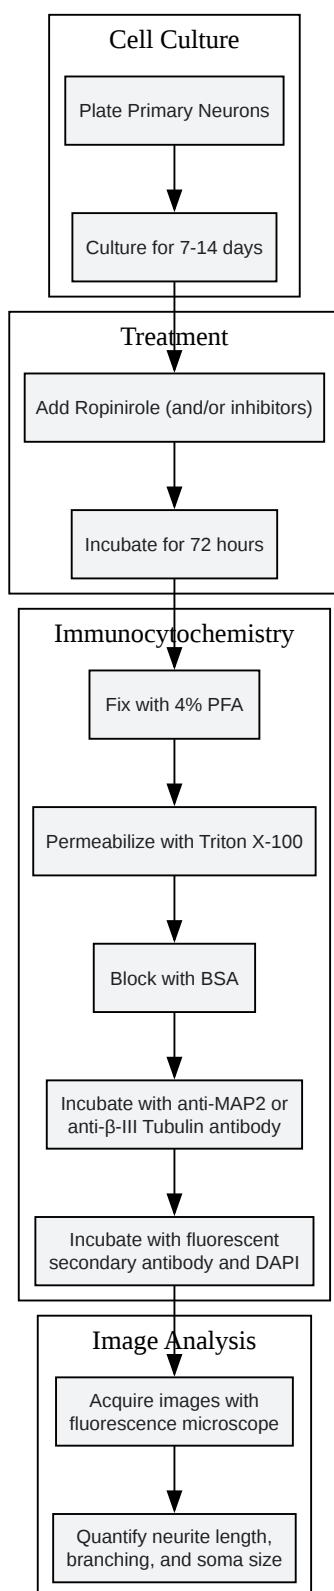 Cell Culture
Plate Primary Neurons
Culture for 7-14 days
Treatment
Add Ropinirole (and/or inhibitors)
Incubate for 72 hours
Immunocytochemistry
Fix with 4% PFA
Permeabilize with Triton X-100
Block with BSA
Incubate with anti-MAP2 or
anti-β-III Tubulin antibody
Incubate with fluorescent
secondary antibody and DAPI
Image Analysis
Acquire images with
fluorescence microscope
Quantify neurite length,
branching, and soma size